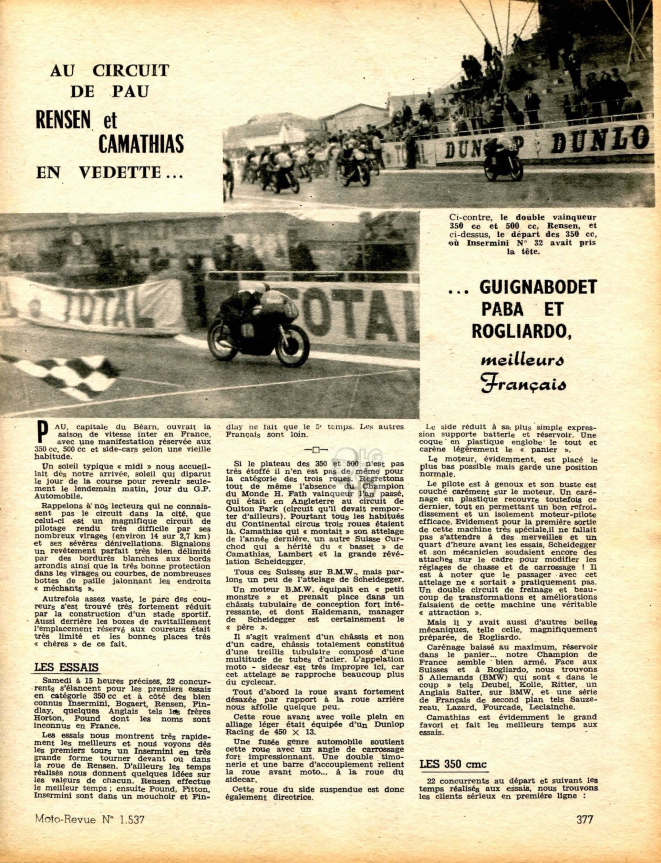 AU CIRCUIT
DE PAU
RENSEN et
CAMATHIAS
EN VEDETTE...
DUNLOP
DUNLO
Ci-contre, le double vainqueur
350 cc et 500 cc, Rensen, et
ci-dessus, le départ des 350 cc,
où Insermini N° 32 avait pris
la tête.
TOTAL
TOTAL
... GUIGNABODET
PABA ET
ROGLIARDO,
meilleurs
Français
PAU, capitale du Béarn, ouvrait la
saison de vitesse inter en France,
avec une manifestation réservée aux
350 cc, 500 cc et side-cars selon une vieille
habitude.
Un soleil typique « midi » nous accueil-
lait dès notre arrivée, soleil qui disparut
le jour de la course pour revenir seule-
ment le lendemain matin, jour du G.P.
Automobile.
Rappelons à nos lecteurs qui ne connais-
sent pas le circuit dans la cité, que
celui-ci est un magnifique circuit de
pilotage rendu très difficile par ses
nombreux virages (environ 14 sur 2,7 km)
et ses sévères dénivellations. Signalons
un revêtement parfait très bien délimité
par des bordurés blanches aux bords
arrondis ainsi que la très bonne protection
dans les virages ou courbes, de nombreuses
bottes de paille jalonnant les endroits
« méchants ».
Autrefois assez vaste, le parc des cou-
reurs s'est trouvé très fortement réduit
par la construction d'un stade sportif.
Aussi derrière les boxes de ravitaillement
l'emplacement réservé aux coureurs était
très limité et les bonnes places très
« chères » de ce fait.
LES ESSAIS
Samedi à 15 heures précises, 22 concur-
rents s'élancent pour les premiers essais
en catégorie 350 cc et à côté des bien
connus Insermini, Bogaert, Rensen, Fin-
dlay, quelques Anglais tels les frères
Horton, Pound dont les noms sont
inconnus en France.
Les essais nous montrent très rapide-
ment les meilleurs et nous voyons dès
les premiers tours un Insermini en très
grande forme tourner devant ou dans
la roue de Rensen. D'ailleurs les temps
réalisés nous donnent quelques idées sur
les valeurs de chacun. Rensen effectue
le meilleur temps ; ensuite Pound, Fitton,
Insermini sont dans un mouchoir et Fin-
dlay ne fait que le 5e temps. Les autres
Français sont loin.
Si le plateau des 350 et 500 n'est pas
très étoffé il n'en est pas de même pour
la catégorie des trois roues. Regrettons
tout de même l'absence du Champion
du Monde H. Fath vainqueur l'an passé,
qui était en Angleterre au circuit de
Oulton Park (circuit qu'il devait rempor-
ter d'ailleurs). Pourtant tous les habitués
du Continental circus trois roues étaient
là. Camathias qui « montait » son attelage
de l'année dernière, un autre Suisse Cur-
chod qui a hérité du « basset » de
Camathias, Lambert et la grande révé-
lation Scheidegger.
Tous ces Suisses sur B.M.W., mais par-
lons un peu de l'attelage de Scheidegger.
Un moteur B.M.W. équipait en « petit
monstre » et prenait place dans un
châssis tubulaire de conception fort inté-
ressante, et dont Haldemann, manager
de Scheidegger est certainement le
« père ».
Il s'agit vraiment d'un châssis et non
d'un cadre, châssis totalement constitué
d'une treillis tubulaire composé d'une
multitude de tubes d'acier. L'appelation
moto - sidecar est très impropre ici, car
cet attelage se rapproche beaucoup plus
du cyclecar.
Tout d'abord la roue avant fortement
désaxée par rapport à la roue arrière
nous affole quelque peu.
Cette roue avant avec voile plein en
alliage léger était équipée d'un Dunlop
Racing de 450 × 13.
Une fusée genre automobile soutient
cette roue avec un angle de carrossage
fort impressionnant. Une double timo-
nerie et une barre d'accouplement relient
la roue avant moto... à la roue du
sidecar.
Cette roue du side suspendue est donc
également directrice.
Le side réduit à sa plus simple expres-
sion supporte batterie et réservoir. Une
coque en plastique englobe le tout et
carène légèrement le « panier ».
Le moteur, évidemment, est placé le
plus bas possible mais garde une position
normale.
Le pilote est à genoux et son buste est
couché carément sur le moteur. Un caré-
nage en plastique recouvre toutefois ce
dernier, tout en permettant un bon refroi-
dissement et un isolement moteur-pilote
efficace. Evidemment pour la première sortie
de cette machine très spéciale, il ne fallait
pas s'attendre à des merveilles et un
quart d'heure avant les essais, Scheidegger
et son mécanicien soudaient encore des
attaches sur le cadre pour modifier les
réglages de chasse et de carrossage ! Il
est à noter que le passager avec cet
attelage ne « sortait » pratiquement pas.
Un double circuit de freinage et beau-
coup de transformations et améliorations
faisaient de cette machine une véritable
« attraction ».
Mais il y avait aussi d'autres belles
mécaniques, telle celle, magnifiquement
préparée, de Rogliardo.
Carénage baissé au maximum, réservoir
dans le panier... notre Champion de
France semble bien armé. Face aux
Suisses et à Rogliardo, nous trouvons
5 Allemands (BMW) qui sont « dans le
coup » tels Deubel, Kolle, Ritter, un
Anglais Salter, sur BMW, et une série
de Français de second plan tels Sauze-
reau, Lazard, Fourcade, Leclainche.
Camathias est évidemment le grand
favori et fait les meilleurs temps aux
essais.
LES 350 cmc
22 concurrents au départ et suivant les
temps réalisés aux essais, nous trouvons
les clients sérieux en première ligne :
Moto-Revue N° 1.537
377